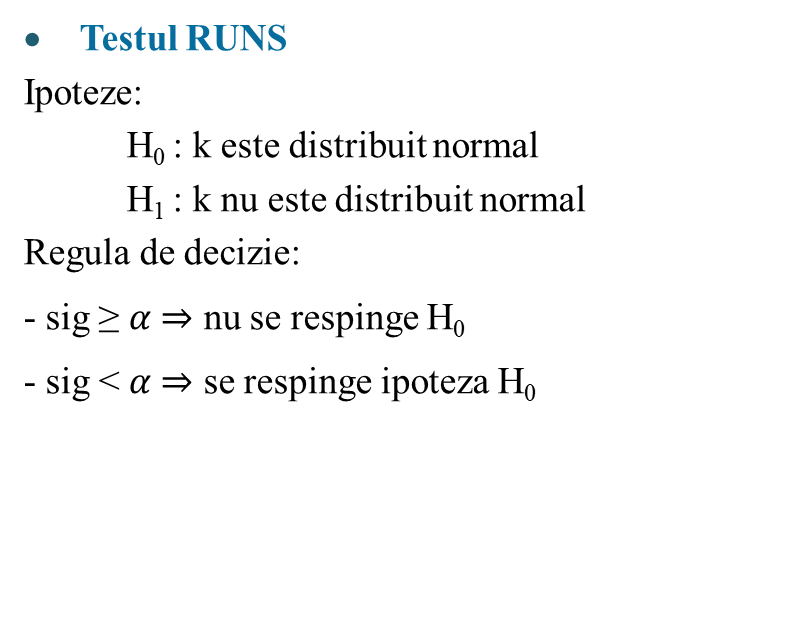 • Testul RUNS
Ipoteze:
H₀ : k este distribuit normal
H₁ : k nu este distribuit normal
Regula de decizie:
- sig ≥ 𝛼 ⇒ nu se respinge H₀
- sig < 𝛼 ⇒ se respinge ipoteza H₀